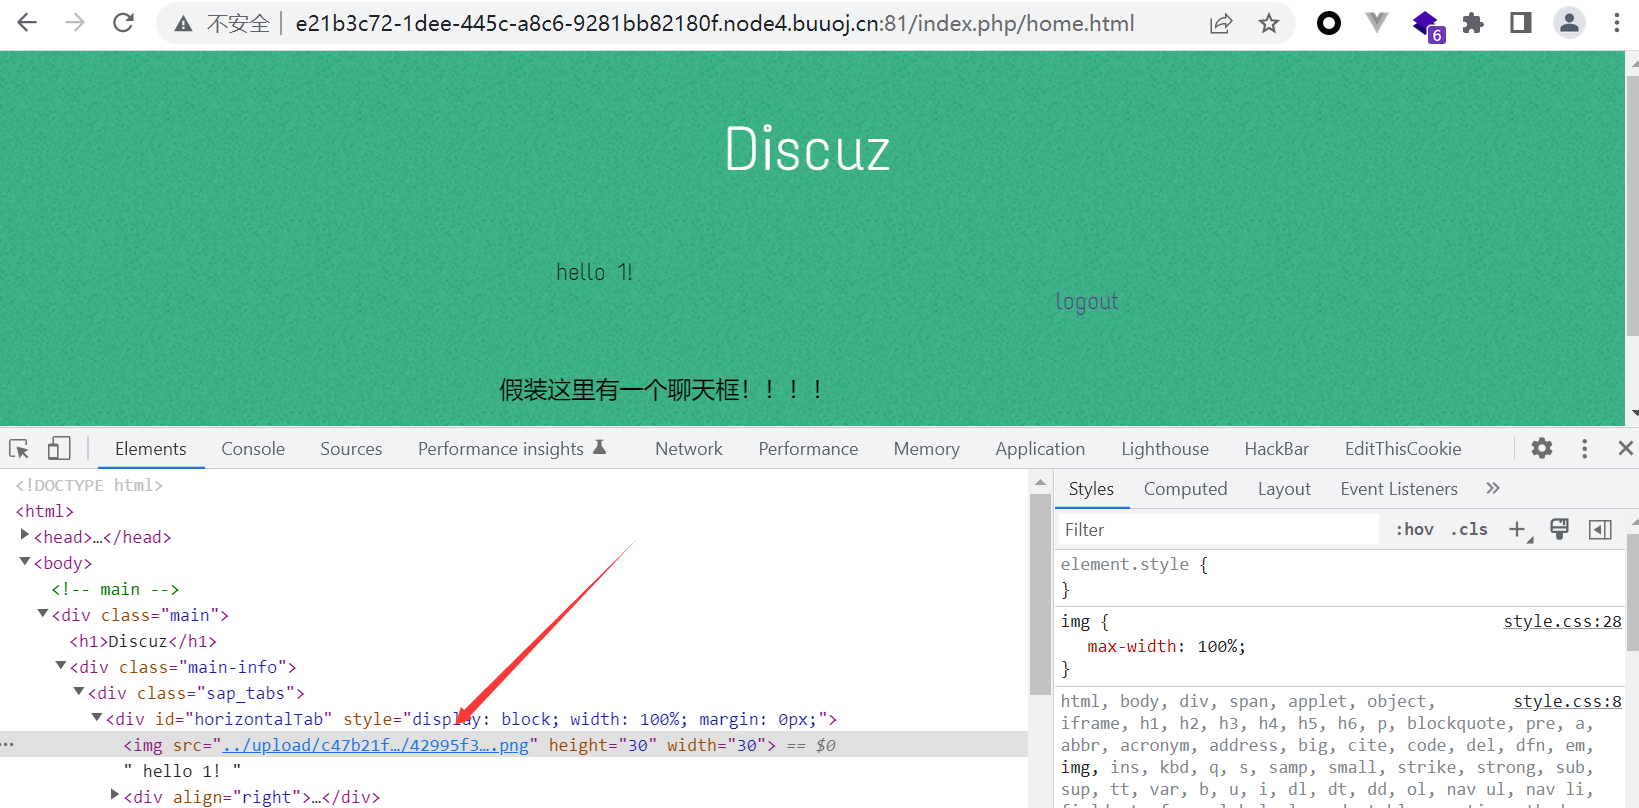 不安全 | e21b3c72-1dee-445c-a8c6-9281bb82180f.node4.buuoj.cn:81/index.php/home.html
6
Discuz
hello 1!
logout
假装这里有一个聊天框！！！！
Elements Console Sources Performance insights Network Performance Memory Application Lighthouse HackBar EditThisCookie
<!DOCTYPE html>
<html>
<head>…</head>
<body>
<!-- main -->
<div class="main">
<h1>Discuz</h1>
<div class="main-info">
<div class="sap_tabs">
<div id="horizontalTab" style="display: block; width: 100%; margin: 0px;">
<img src="../upload/c47b21f…/42995f3….png" height="30" width="30"> == $0
" hello 1! "
<div align="right">…</div>
Styles Computed Layout Event Listeners »
Filter :hov .cls +
element.style {
}
img { style.css:28
max-width: 100%;
}
html, body, div, span, applet, object, style.css:8
iframe, h1, h2, h3, h4, h5, h6, p, blockquote, pre, a,
abbr, acronym, address, big, cite, code, del, dfn, em,
img, ins, kbd, q, s, samp, small, strike, strong, sub,
sup, tt, var, b, u, i, dl, dt, dd, ol, nav ul, nav li,